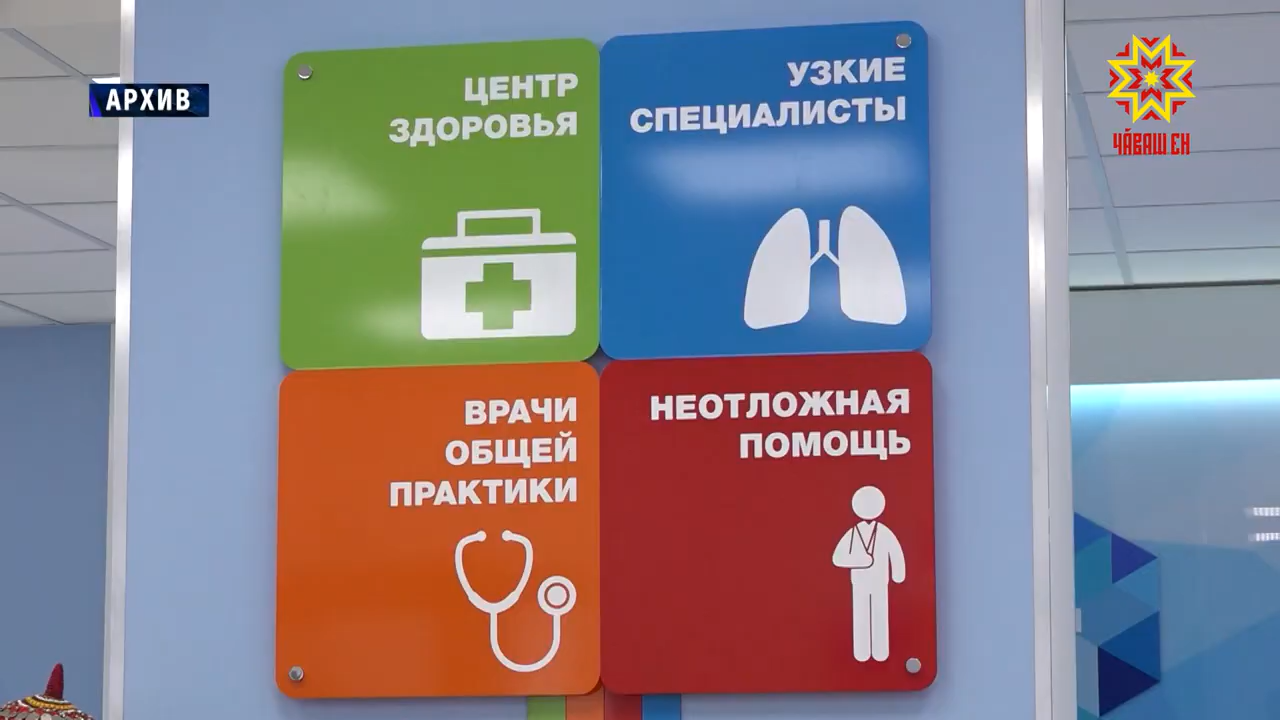 АРХИВ
ЦЕНТР
ЗДОРОВЬЯ
УЗКИЕ
СПЕЦИАЛИСТЫ
ВРАЧИ
ОБЩЕЙ
ПРАКТИКИ
НЕОТЛОЖНАЯ
ПОМОЩЬ
ЧĂВАШ ЕН